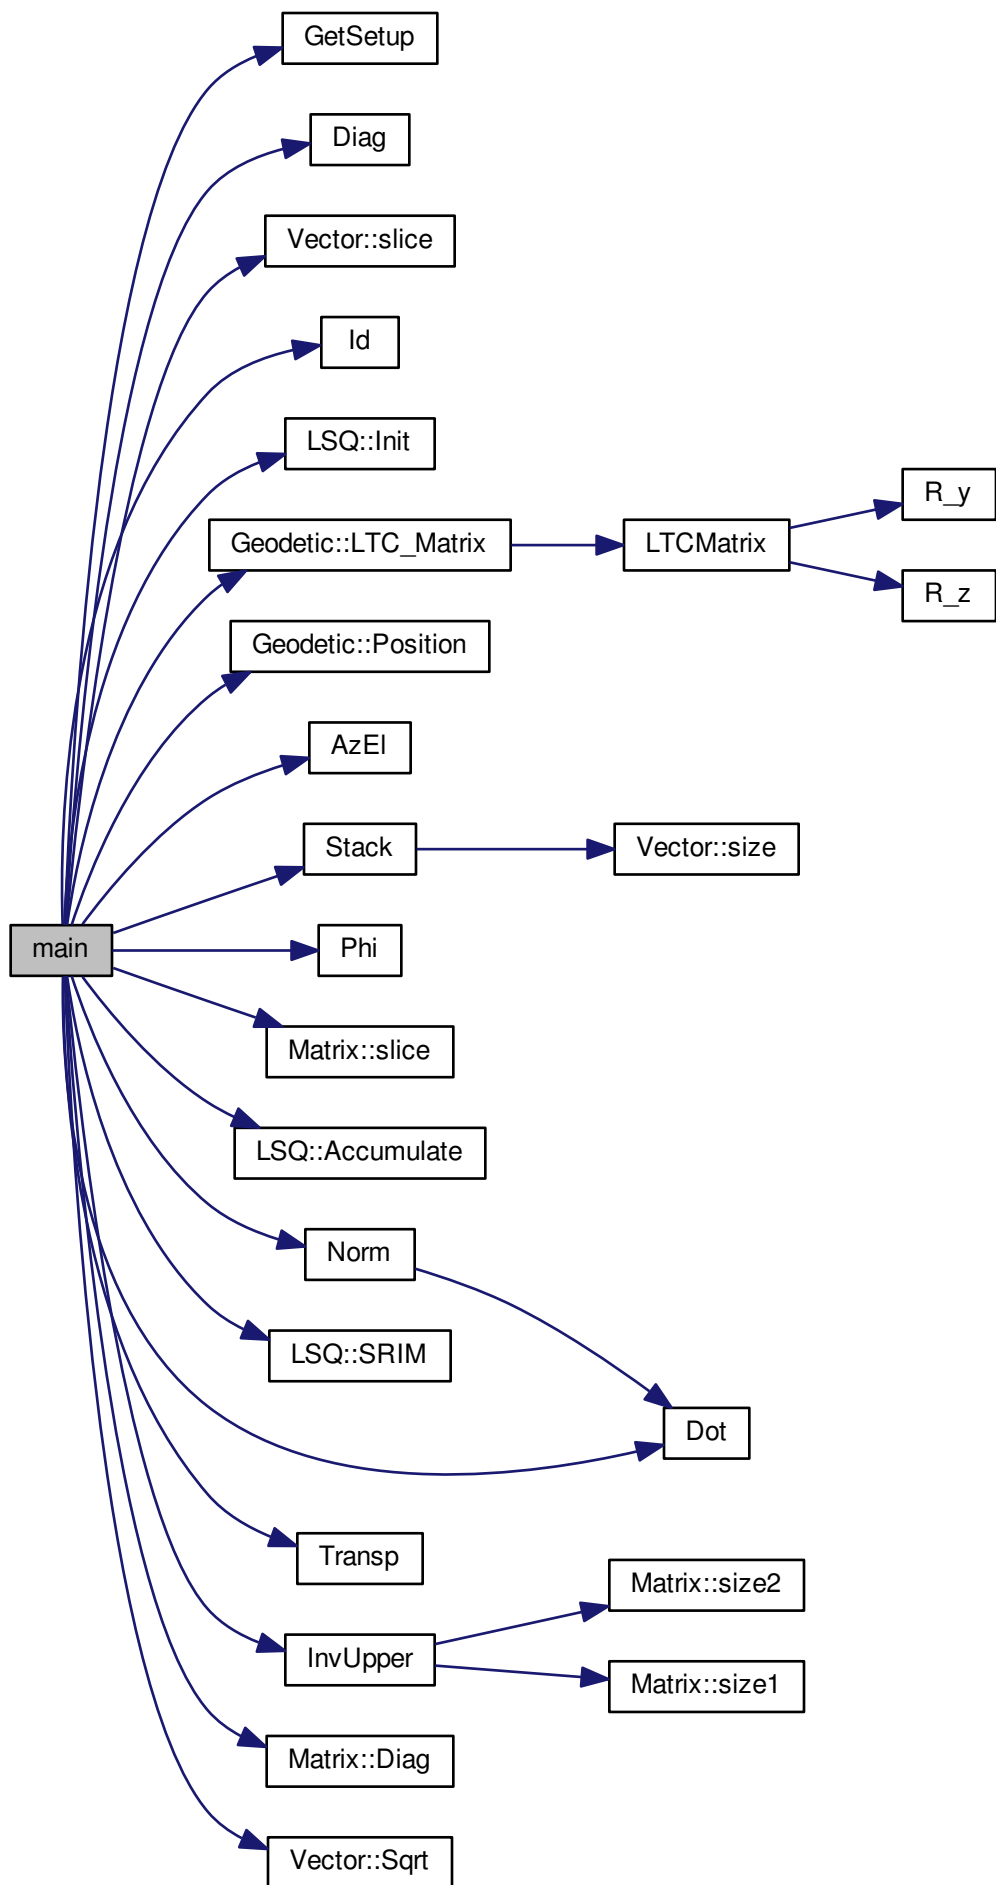 GetSetup
Diag
Vector::slice
Id
LSQ::Init
R_y
Geodetic::LTC_Matrix
LTCMatrix
R_z
Geodetic::Position
AzEl
Stack
Vector::size
main
Phi
Matrix::slice
LSQ::Accumulate
Norm
LSQ::SRIM
Dot
Transp
Matrix::size2
InvUpper
Matrix::size1
Matrix::Diag
Vector::Sqrt